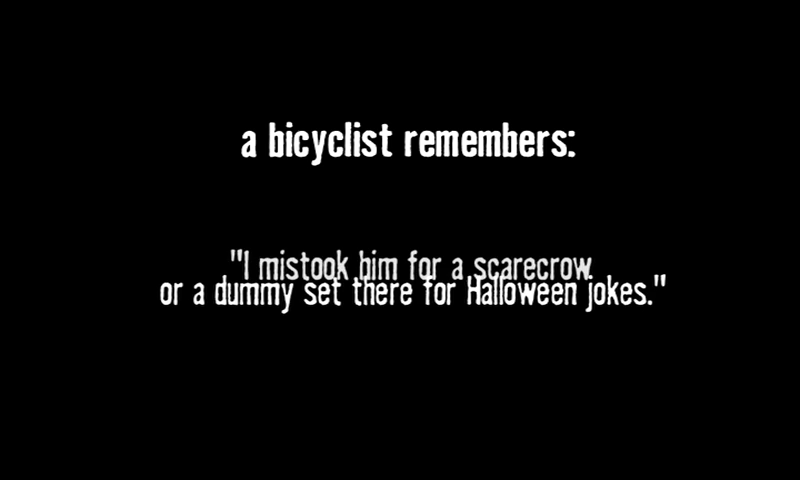 a bicyclist remembers:
"I mistook him for a scarecrow
or a dummy set there for Halloween jokes."